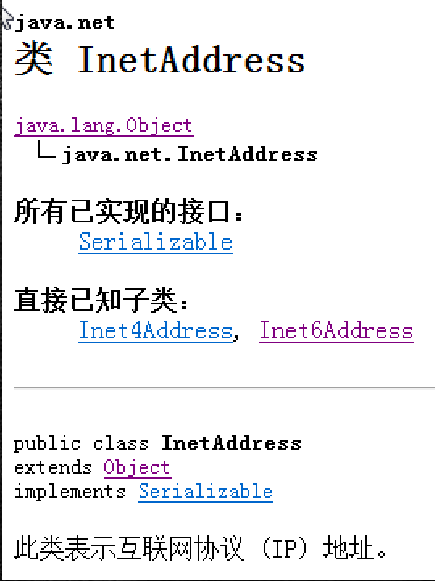 java.net
类 InetAddress
java.lang.Object
java.net.InetAddress
所有已实现的接口：
Serializable
直接已知子类：
Inet4Address, Inet6Address
public class InetAddress
extends Object
implements Serializable
此类表示互联网协议 (IP) 地址。